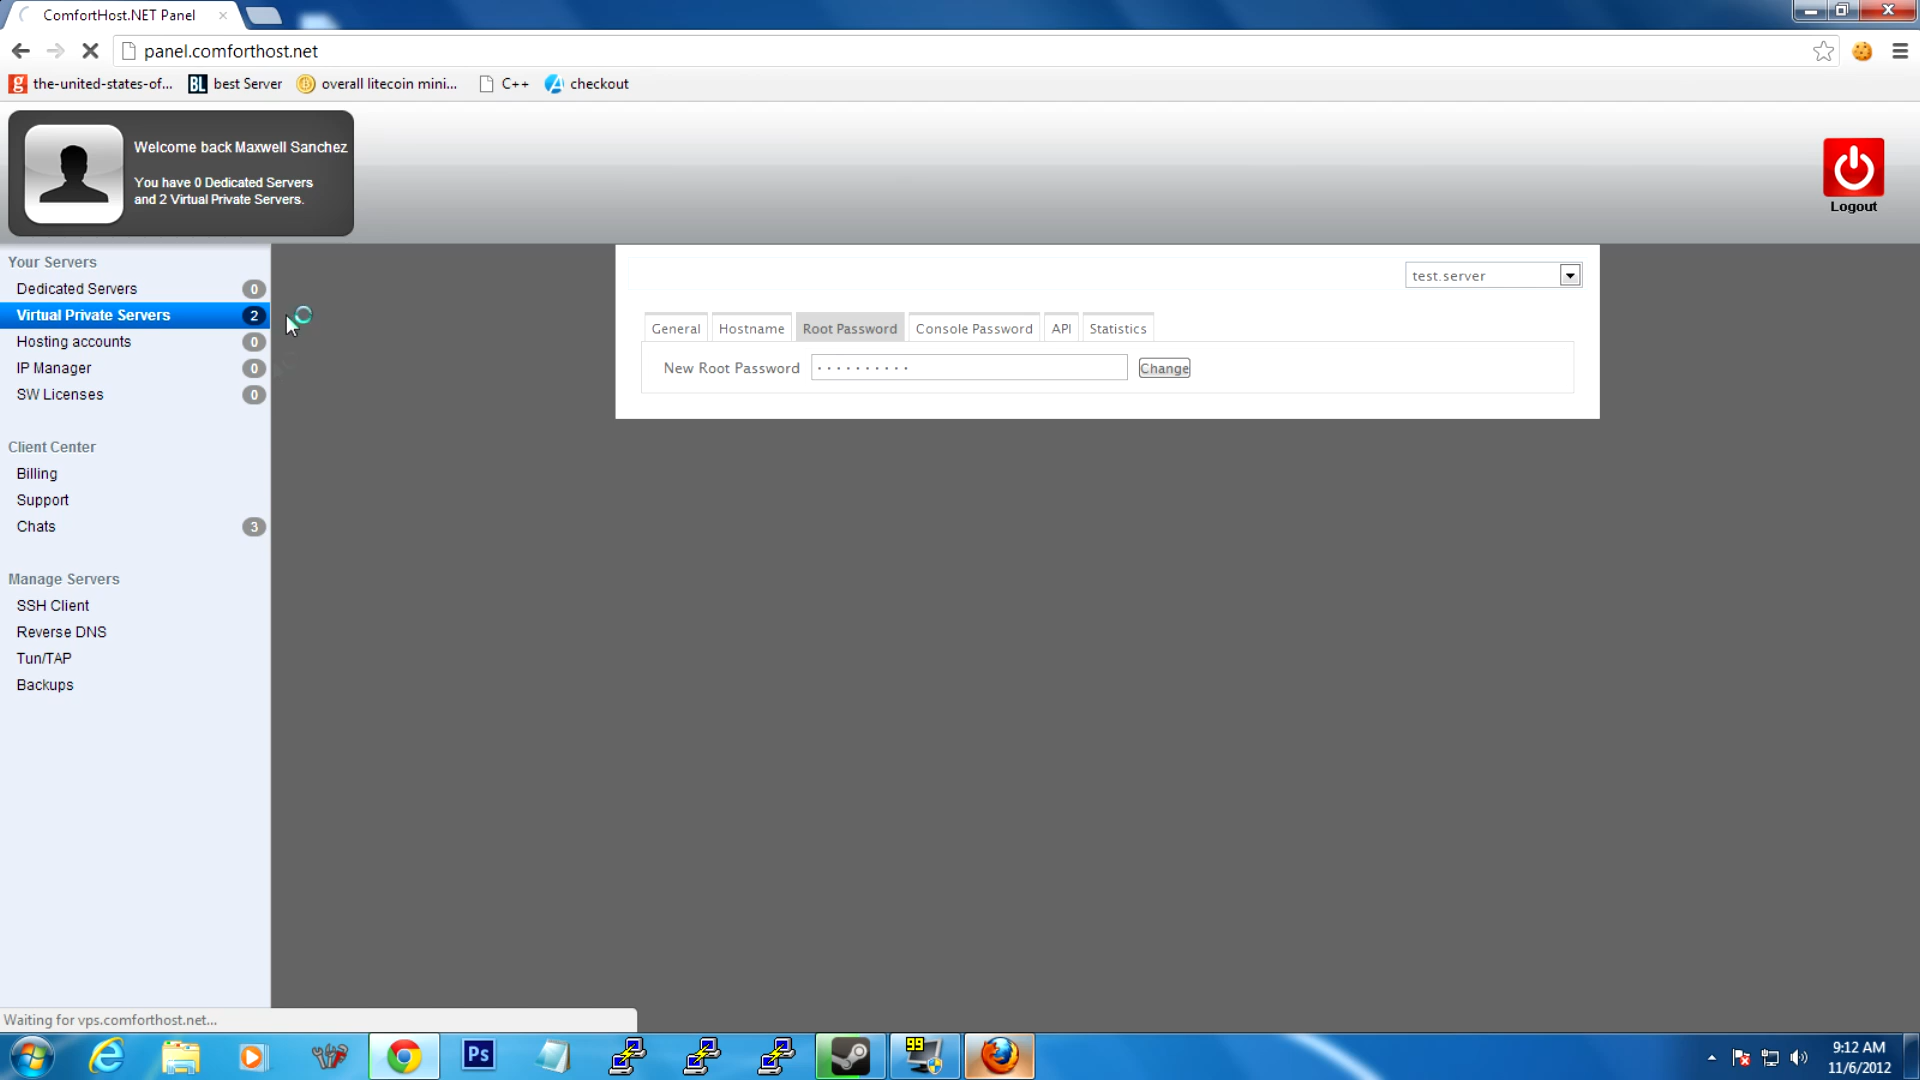 ComfortHost.NET Panel
panel.comforthost.net
the-united-states-of... BL best Server overall litecoin mini... C++ checkout
Welcome back Maxwell Sanchez
You have 0 Dedicated Servers
and 2 Virtual Private Servers.
Logout
Your Servers
Dedicated Servers 0
Virtual Private Servers 2
Hosting accounts 0
IP Manager 0
SW Licenses 0
Client Center
Billing
Support
Chats 3
Manage Servers
SSH Client
Reverse DNS
Tun/TAP
Backups
test.server
General Hostname Root Password Console Password API Statistics
New Root Password Change
Waiting for vps.comforthost.net...
Ps
99
9:12 AM
11/6/2012